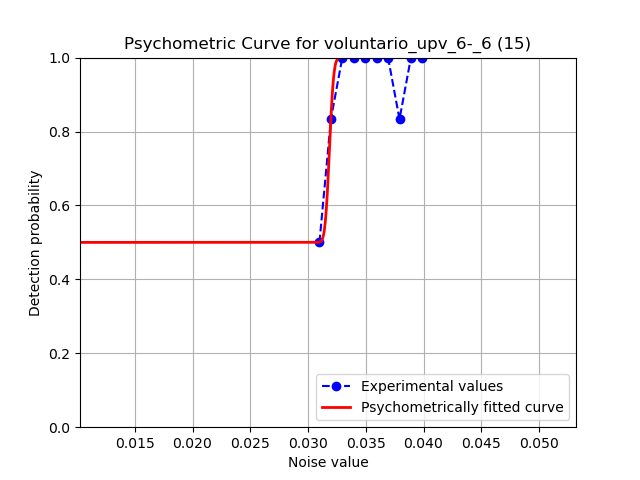 Psychometric Curve for voluntario_upv_6-_6 (15)
1.0
0.8
0.6
0.4
0.2
0.0
Detection probability
Experimental values
Psychometrically fitted curve
0.015 0.020 0.025 0.030 0.035 0.040 0.045 0.050
Noise value